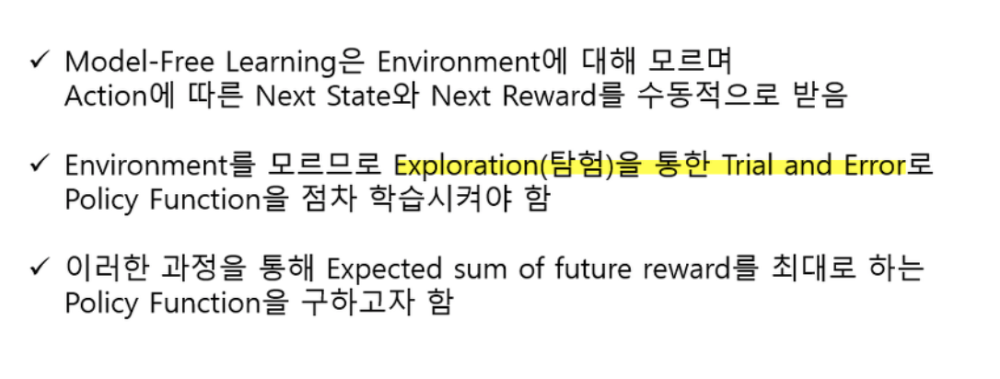 ✓ Model-Free Learning은 Environment에 대해 모르며
Action에 따른 Next State와 Next Reward를 수동적으로 받음
✓ Environment를 모르므로 Exploration(탐험)을 통한 Trial and Error로
Policy Function을 점차 학습시켜야 함
✓ 이러한 과정을 통해 Expected sum of future reward를 최대로 하는
Policy Function을 구하고자 함